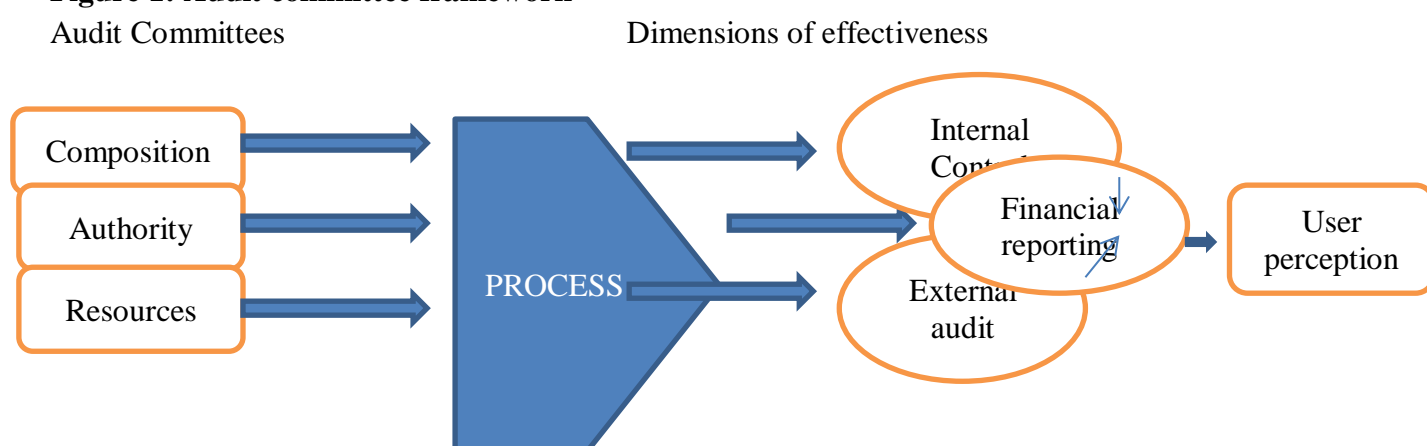 Audit Committees
Dimensions of effectiveness
Composition
Authority
Resources
PROCESS
Internal
Financial
reporting
External
audit
User
perception